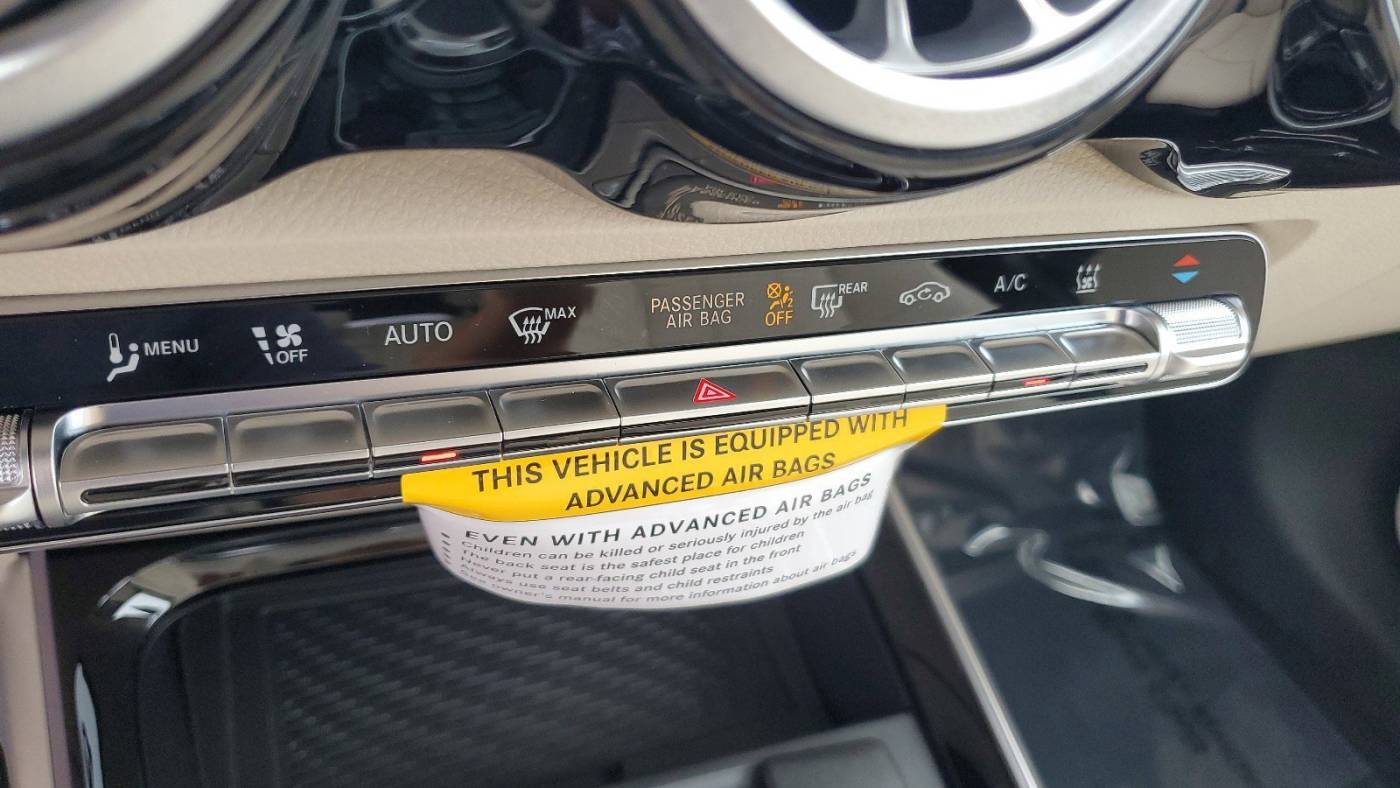 MENU
OFF
AUTO
MAX
PASSENGER
AIR BAG
2
OFF
REAR
A/C
THIS VEHICLE IS EQUIPPED WITH
ADVANCED AIR BAGS
EVEN WITH ADVANCED AIR BAGS
Children can be killed or seriously injured by the air bag
The back seat is the safest place for children
Never put a rear-facing child seat in the front
Always use seat belts and child restraints
See owner's manual for more information about air bags